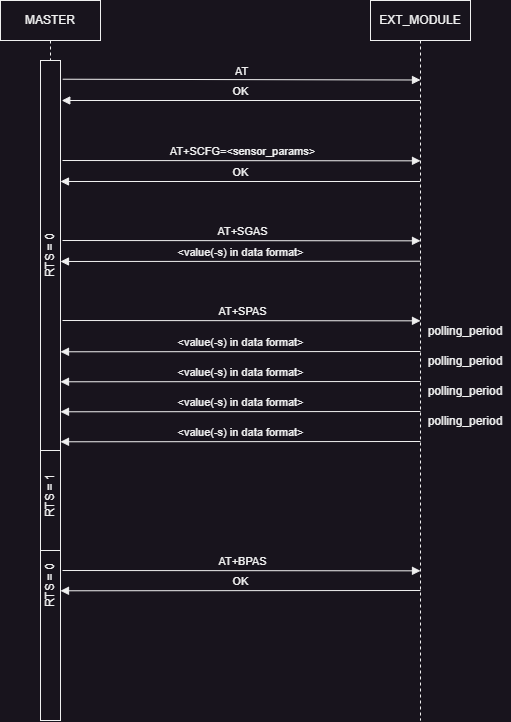 MASTER
EXT_MODULE
AT
OK
AT+SCFG=<sensor_params>
OK
RTS = 0
AT+SGAS
<value(-s) in data format>
AT+SPAS
polling_period
<value(-s) in data format>
polling_period
<value(-s) in data format>
polling_period
<value(-s) in data format>
polling_period
<value(-s) in data format>
RTS = 1
AT+BPAS
OK
RTS = 0